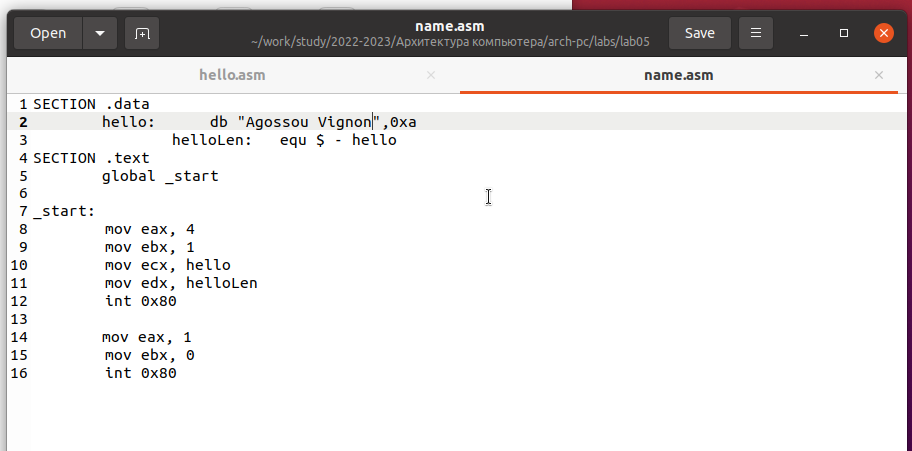 Open
name.asm
~/work/study/2022-2023/Архитектура компьютера/arch-pc/labs/lab05
Save
hello.asm
name.asm
1 SECTION .data
2 hello: db "Agossou Vignon",0xa
3 helloLen: equ $ - hello
4 SECTION .text
5 global _start
6
7 _start:
8 mov eax, 4
9 mov ebx, 1
10 mov ecx, hello
11 mov edx, helloLen
12 int 0x80
13
14 mov eax, 1
15 mov ebx, 0
16 int 0x80